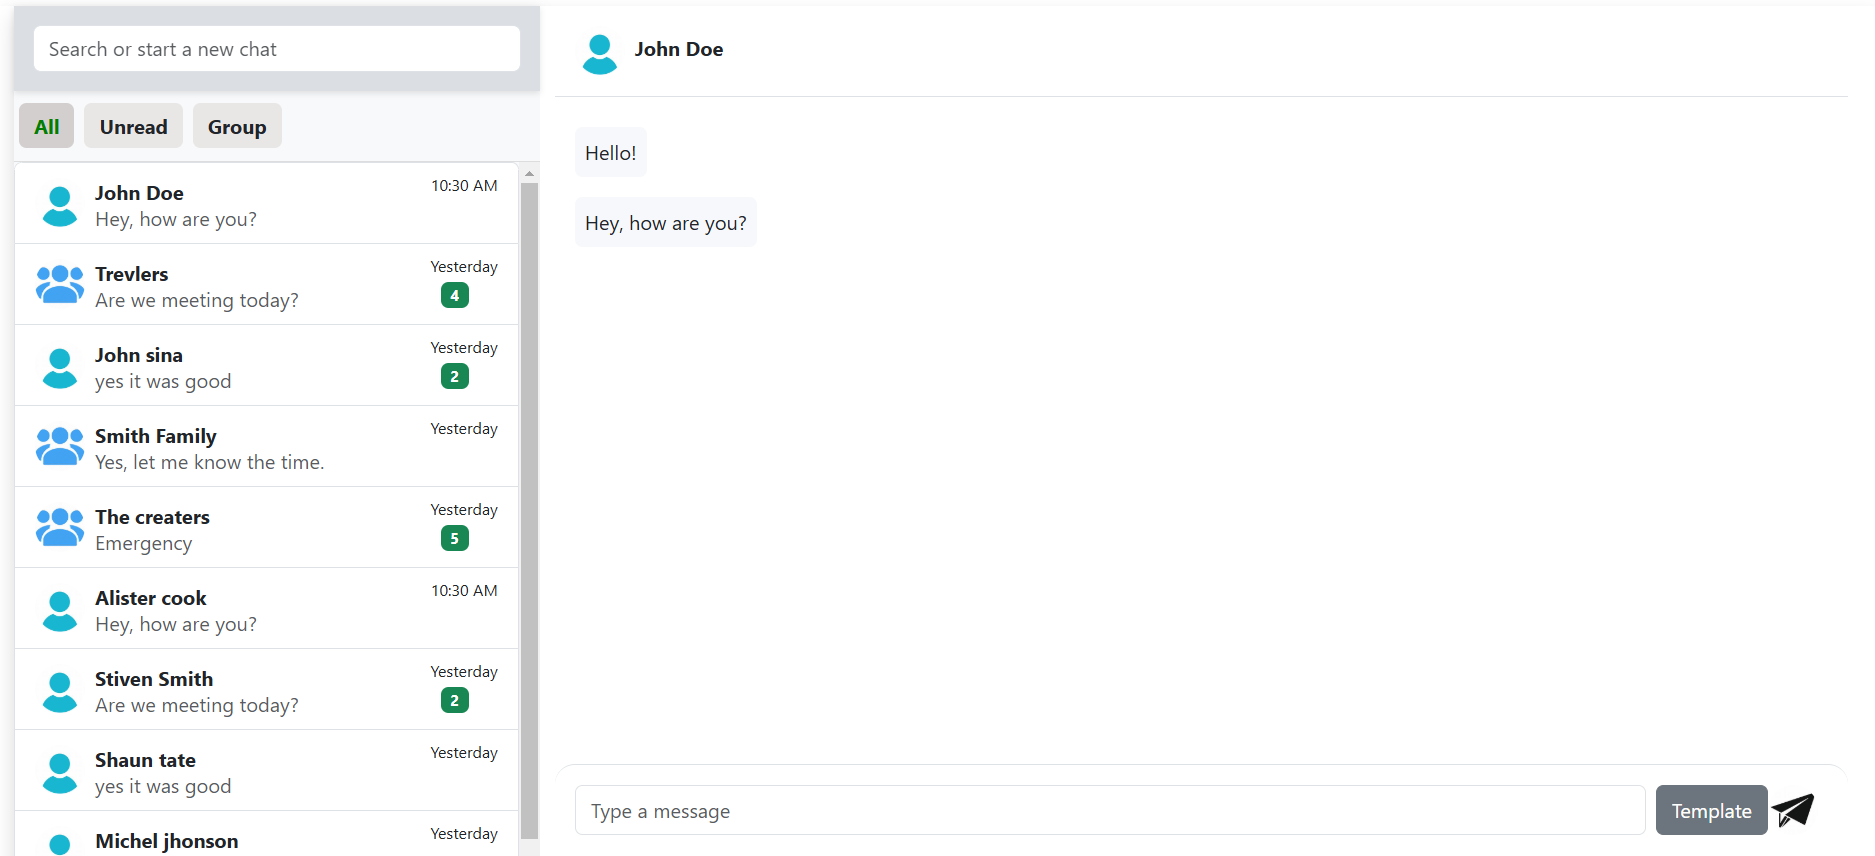 Search or start a new chat
All
Unread
Group
John Doe
10:30 AM
Hey, how are you?
Trevlers
Yesterday
Are we meeting today?
4
John sina
Yesterday
yes it was good
2
Smith Family
Yesterday
Yes, let me know the time.
The creaters
Yesterday
Emergency
5
Alister cook
10:30 AM
Hey, how are you?
Stiven Smith
Yesterday
Are we meeting today?
2
Shaun tate
Yesterday
yes it was good
Michel jhonson
Yesterday
John Doe
Hello!
Hey, how are you?
Type a message
Template